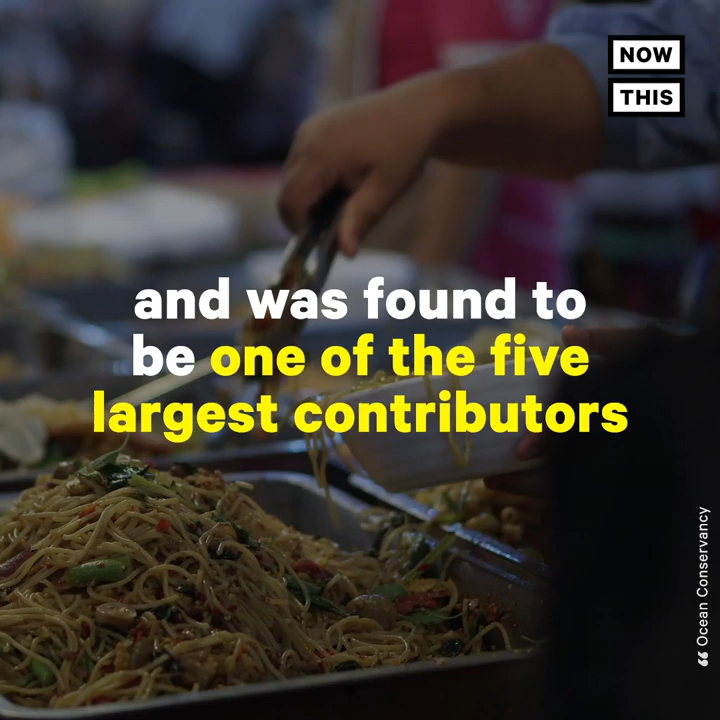 NOW
THIS
and was found to
be one of the five
largest contributors
❝ Ocean Conservancy